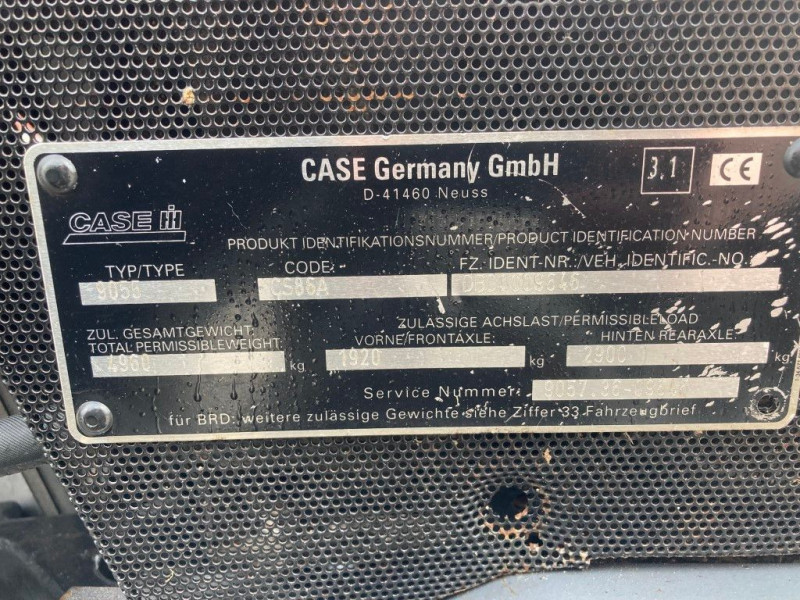 CASE Germany GmbH
D-41460 Neuss
3.1
CE
CASE IH
PRODUKT IDENTIFIKATIONSNUMMER/PRODUCT IDENTIFICATION NUMBER
TYP/TYPE CODE: FZ. IDENT-NR.:/VEH. IDENTIFIC.-NO.:
CS86A
ZUL. GESAMTGEWICHT: ZULÄSSIGE ACHSLAST/PERMISSIBLELOAD
TOTAL PERMISSIBLEWEIGHT: VORNE/FRONTAXLE: HINTEN REARAXLE:
4960 kg 1920 kg 2900 kg
Service Nummer:
für BRD: weitere zulässige Gewichte siehe Ziffer 33 Fahrzeugbrief